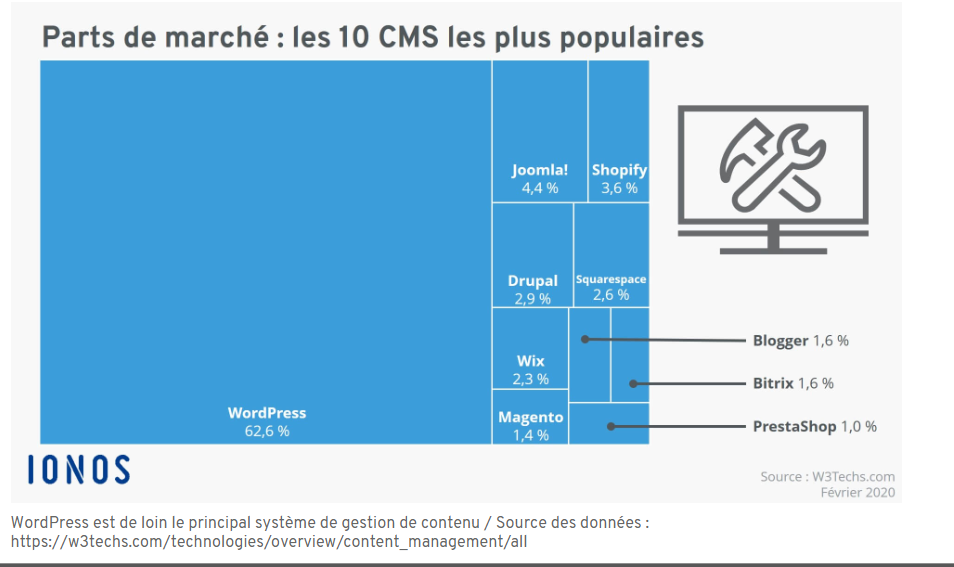 Parts de marché : les 10 CMS les plus populaires
Joomla!
4,4 %
Shopify
3,6 %
Drupal
2,9 %
Squarespace
2,6 %
Wix
2,3 %
Magento
1,4 %
WordPress
62,6 %
Blogger 1,6 %
Bitrix 1,6 %
PrestaShop 1,0 %
IONOS
Source : W3Techs.com
Février 2020
WordPress est de loin le principal système de gestion de contenu / Source des données :
https://w3techs.com/technologies/overview/content_management/all